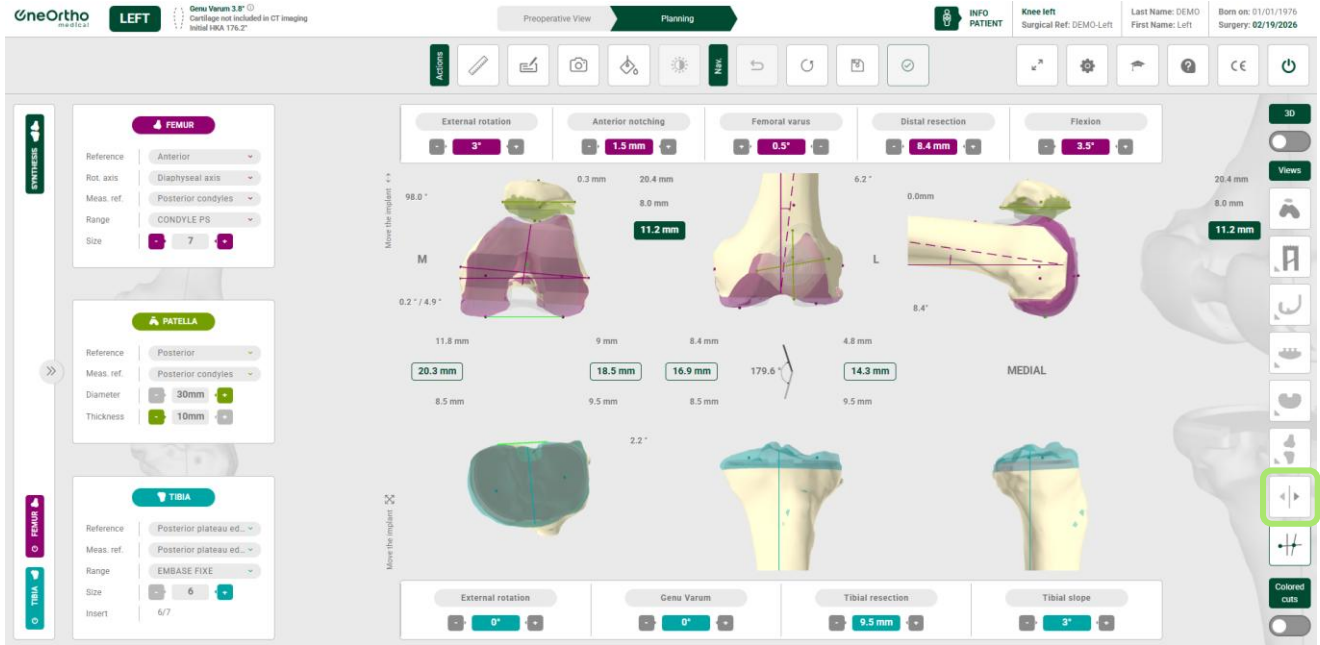 OneOrtho
medical
LEFT
Genu Varum 3.8°
Cartilage not included in CT imaging
Initial HKA 176.2°
Preoperative View
Planning
INFO
PATIENT
Knee left
Surgical Ref: DEMO-Left
Last Name: DEMO
First Name: Left
Born on: 01/01/1976
Surgery: 02/19/2026
Actions
Nav.
CE
SYNTHESIS
FEMUR
Reference Anterior
Rot. axis Diaphyseal axis
Meas. ref. Posterior condyles
Range CONDYLE PS
Size - 7 +
PATELLA
Reference Posterior
Meas. ref. Posterior condyles
Diameter - 30mm +
Thickness - 10mm +
TIBIA
Reference Posterior plateau ed...
Meas. ref. Posterior plateau ed...
Range EMBASE FIXE
Size - 6 +
Insert 6/7
FEMUR
TIBIA
External rotation
- 3° +
Anterior notching
- 1.5 mm +
Femoral varus
+ 0.5° -
Distal resection
- 8.4 mm +
Flexion
- 3.5° +
Move the implant
98.0 °
0.3 mm
20.4 mm
8.0 mm
11.2 mm
M
0.2 ° / 4.9 °
6.2 °
L
0.0mm
8.4°
20.4 mm
8.0 mm
11.2 mm
11.8 mm
9 mm
8.4 mm
4.8 mm
20.3 mm
18.5 mm
16.9 mm
179.6 °
14.3 mm
MEDIAL
8.5 mm
9.5 mm
8.5 mm
9.5 mm
2.2 °
Move the implant
External rotation
- 0° +
Genu Varum
- 0° +
Tibial resection
- 9.5 mm +
Tibial slope
- 3° +
3D
Views
Colored
cuts